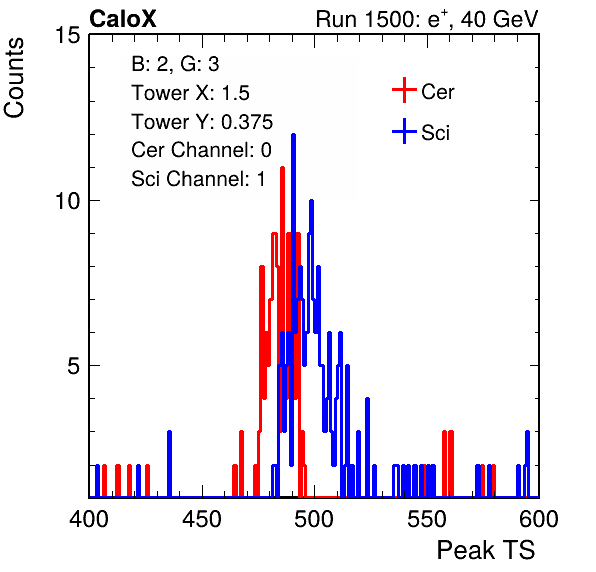 CaloX Run 1500: e⁺, 40 GeV
Counts
15
10
5
B: 2, G: 3
Tower X: 1.5
Tower Y: 0.375
Cer Channel: 0
Sci Channel: 1
Cer
Sci
400 450 500 550 600
Peak TS